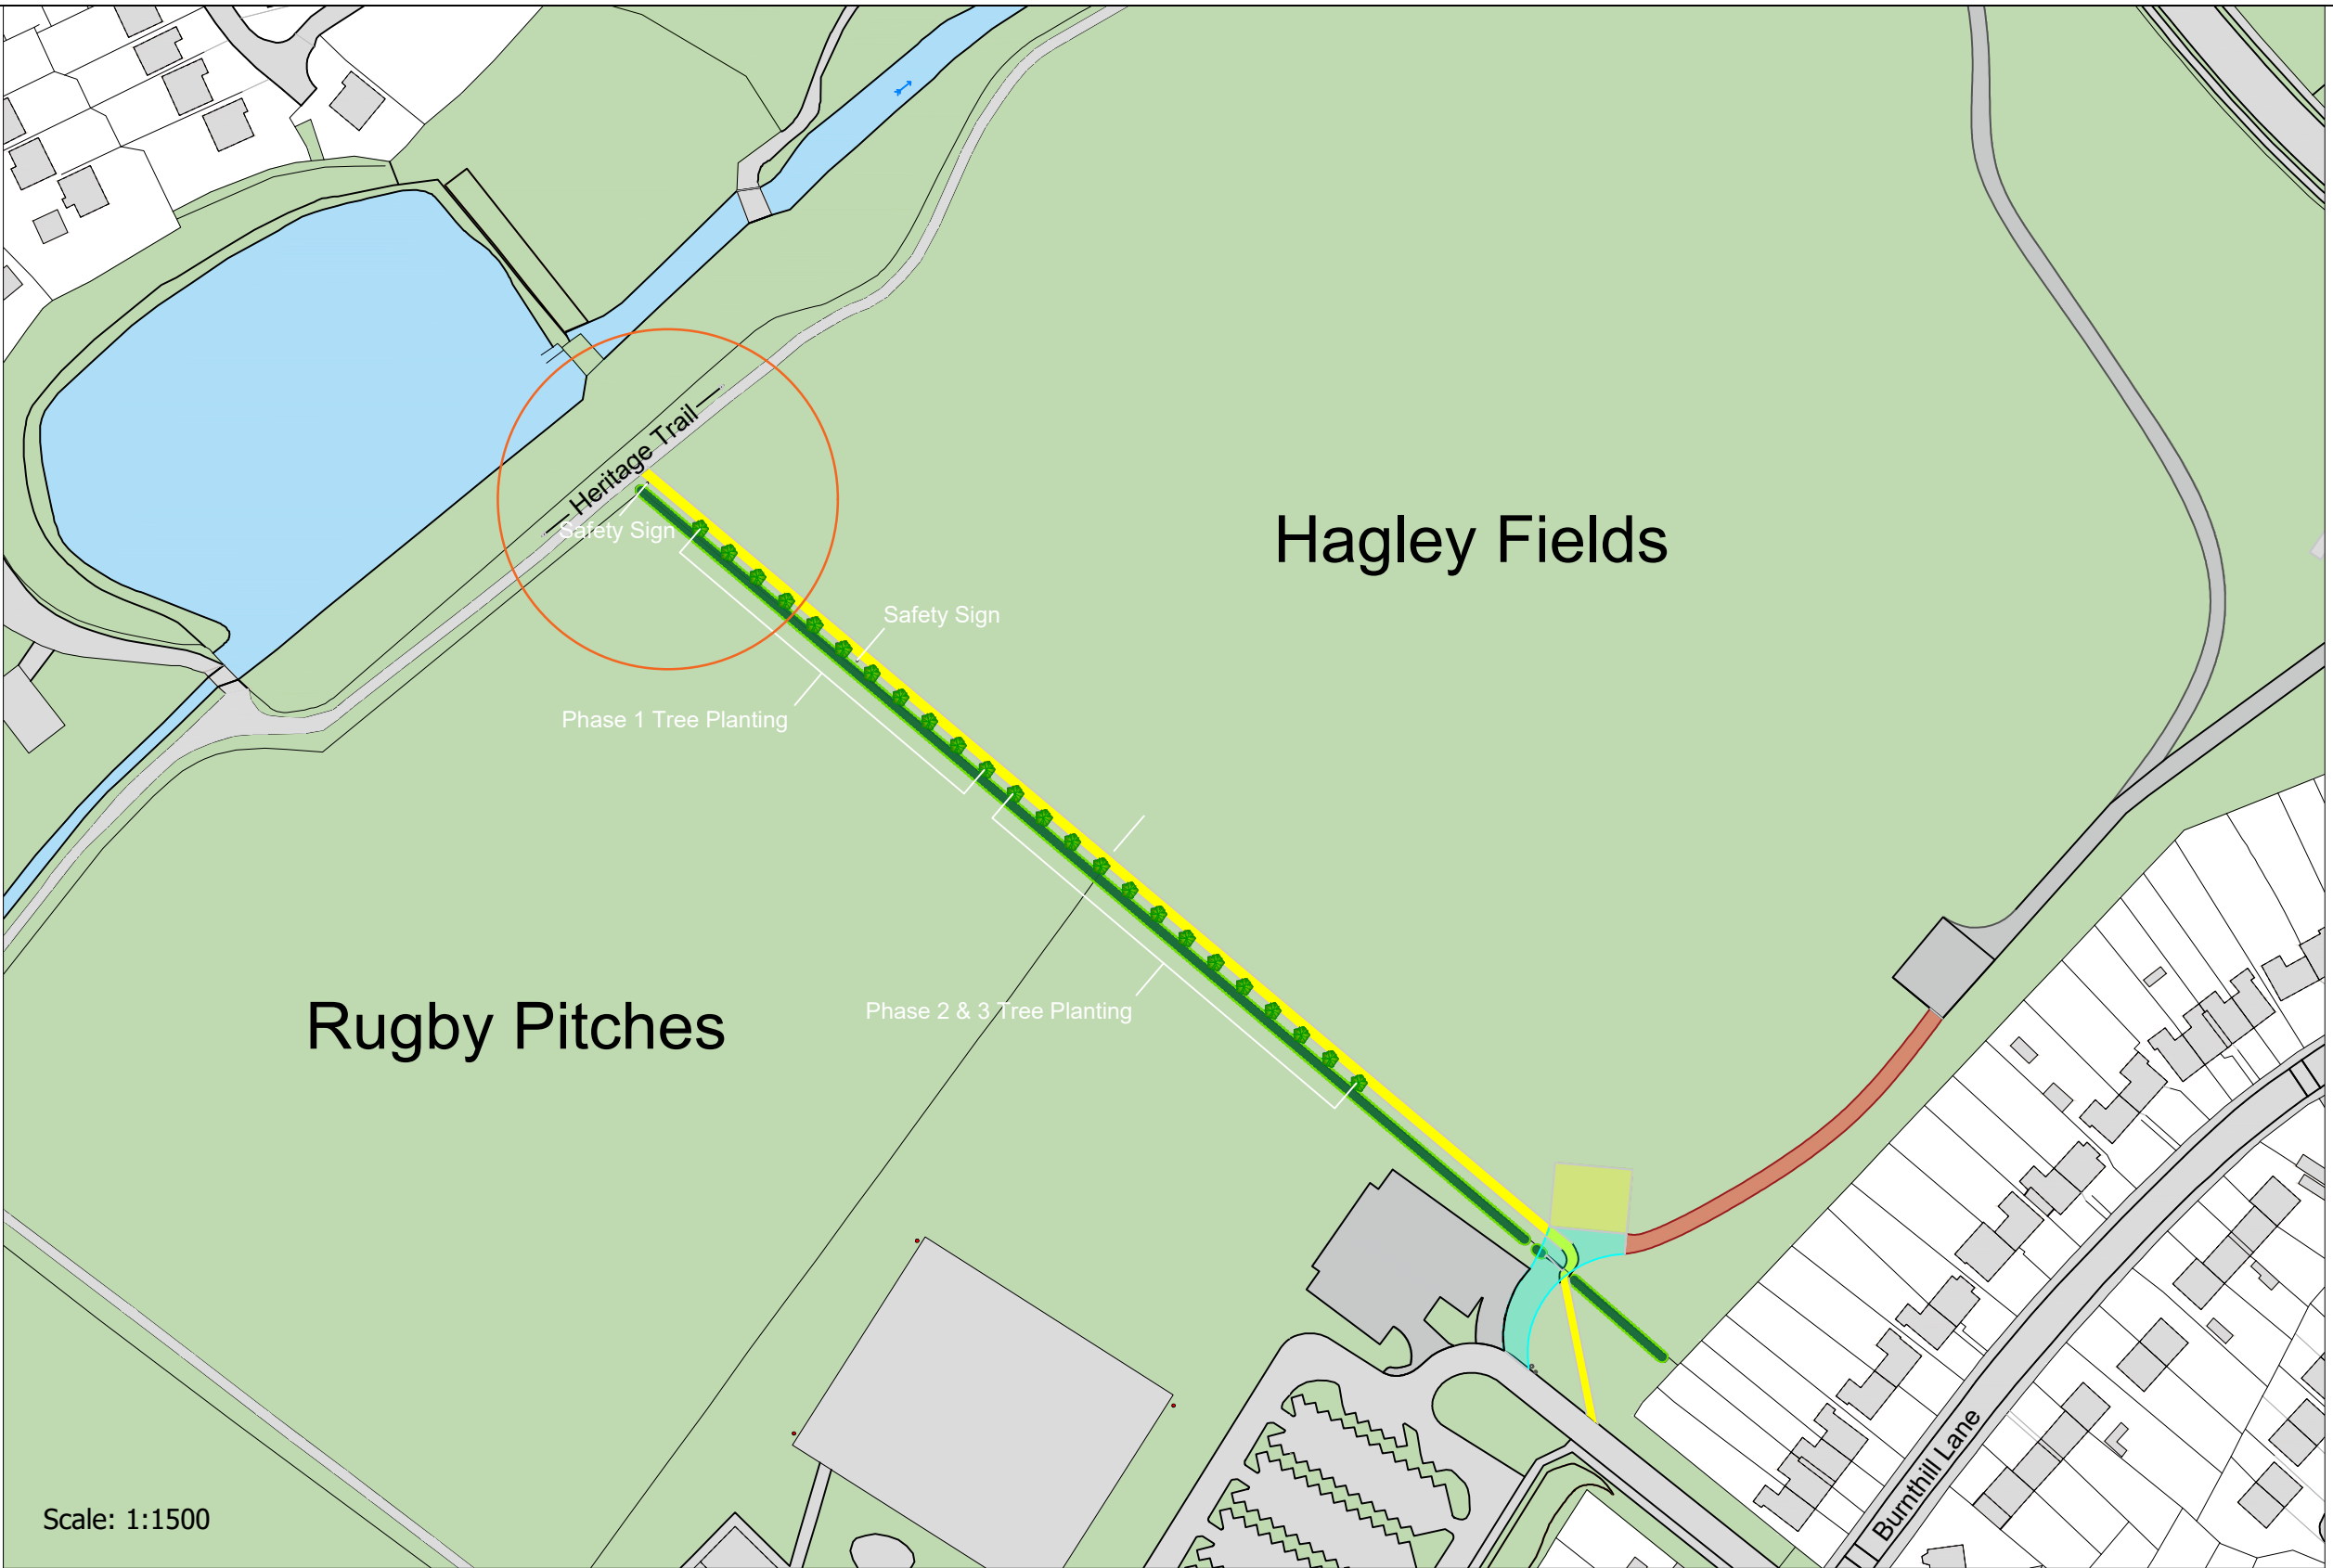 Heritage Trail
Safety Sign
Hagley Fields
Safety Sign
Phase 1 Tree Planting
Rugby Pitches
Phase 2 & 3 Tree Planting
Burnthill Lane
Scale: 1:1500